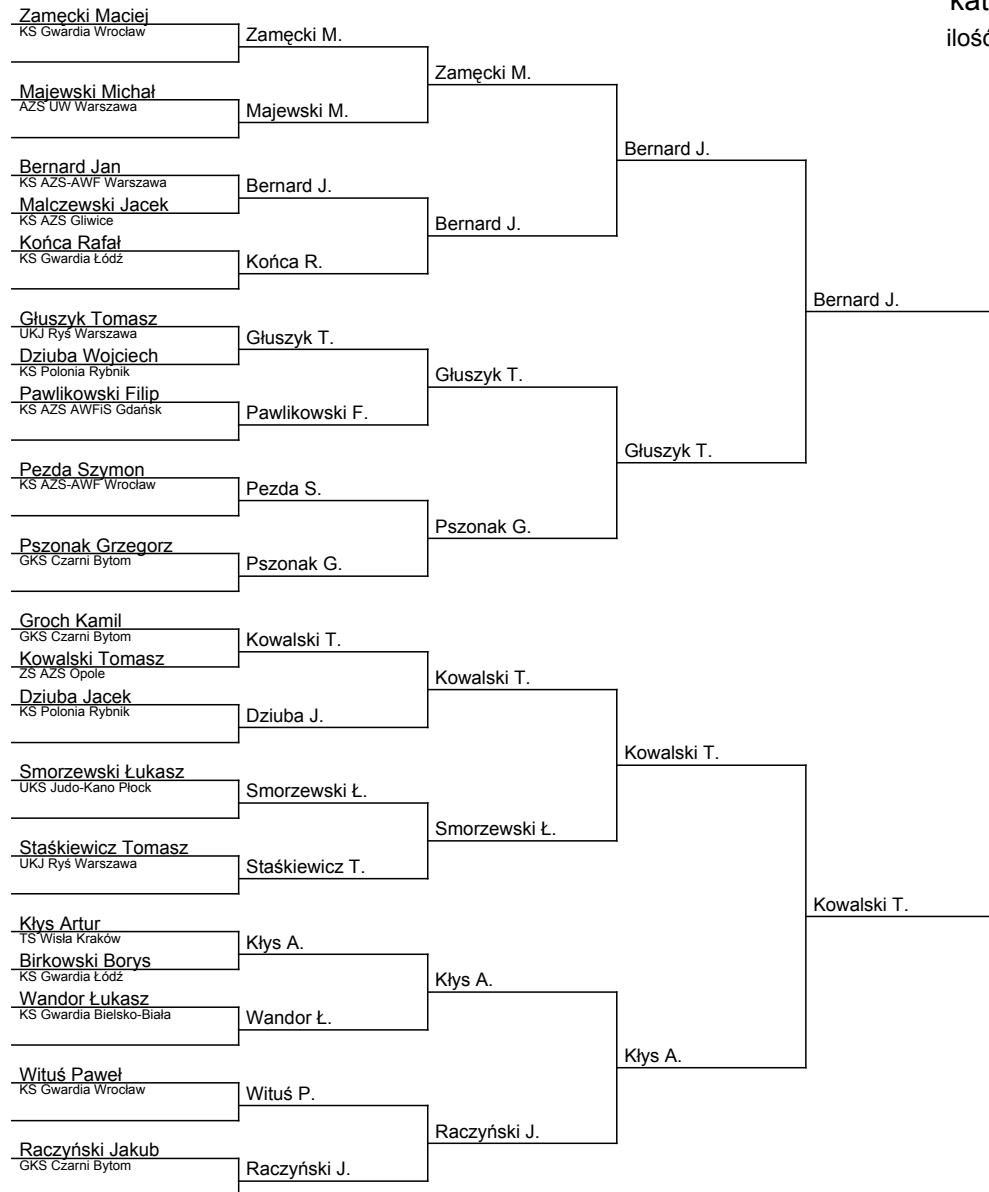 kat
ilość
Zamęcki Maciej
KS Gwardia Wrocław
Zamęcki M.
Zamęcki M.
Majewski Michał
AZS UW Warszawa
Majewski M.
Bernard J.
Bernard Jan
KS AZS-AWF Warszawa
Bernard J.
Malczewski Jacek
KS AZS Gliwice
Bernard J.
Końca Rafał
KS Gwardia Łódź
Końca R.
Bernard J.
Głuszyk Tomasz
UKJ Ryś Warszawa
Głuszyk T.
Dziuba Wojciech
KS Polonia Rybnik
Głuszyk T.
Pawlikowski Filip
KS AZS AWFiS Gdańsk
Pawlikowski F.
Głuszyk T.
Pezda Szymon
KS AZS-AWF Wrocław
Pezda S.
Pszonak G.
Pszonak Grzegorz
GKS Czarni Bytom
Pszonak G.
Groch Kamil
GKS Czarni Bytom
Kowalski T.
Kowalski Tomasz
ZS AZS Opole
Kowalski T.
Dziuba Jacek
KS Polonia Rybnik
Dziuba J.
Kowalski T.
Smorzewski Łukasz
UKS Judo-Kano Płock
Smorzewski Ł.
Smorzewski Ł.
Staśkiewicz Tomasz
UKJ Ryś Warszawa
Staśkiewicz T.
Kowalski T.
Kłys Artur
TS Wisła Kraków
Kłys A.
Birkowski Borys
KS Gwardia Łódź
Kłys A.
Wandor Łukasz
KS Gwardia Bielsko-Biała
Wandor Ł.
Kłys A.
Wituś Paweł
KS Gwardia Wrocław
Wituś P.
Raczyński J.
Raczyński Jakub
GKS Czarni Bytom
Raczyński J.